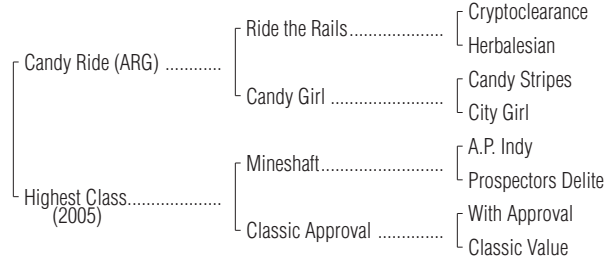 Cryptoclearance
Ride the Rails....................
Herbalesian
Candy Ride (ARG) ............
Candy Stripes
Candy Girl ........................
City Girl
A.P. Indy
Mineshaft..........................
Prospectors Delite
Highest Class....................
(2005)
With Approval
Classic Approval ..............
Classic Value